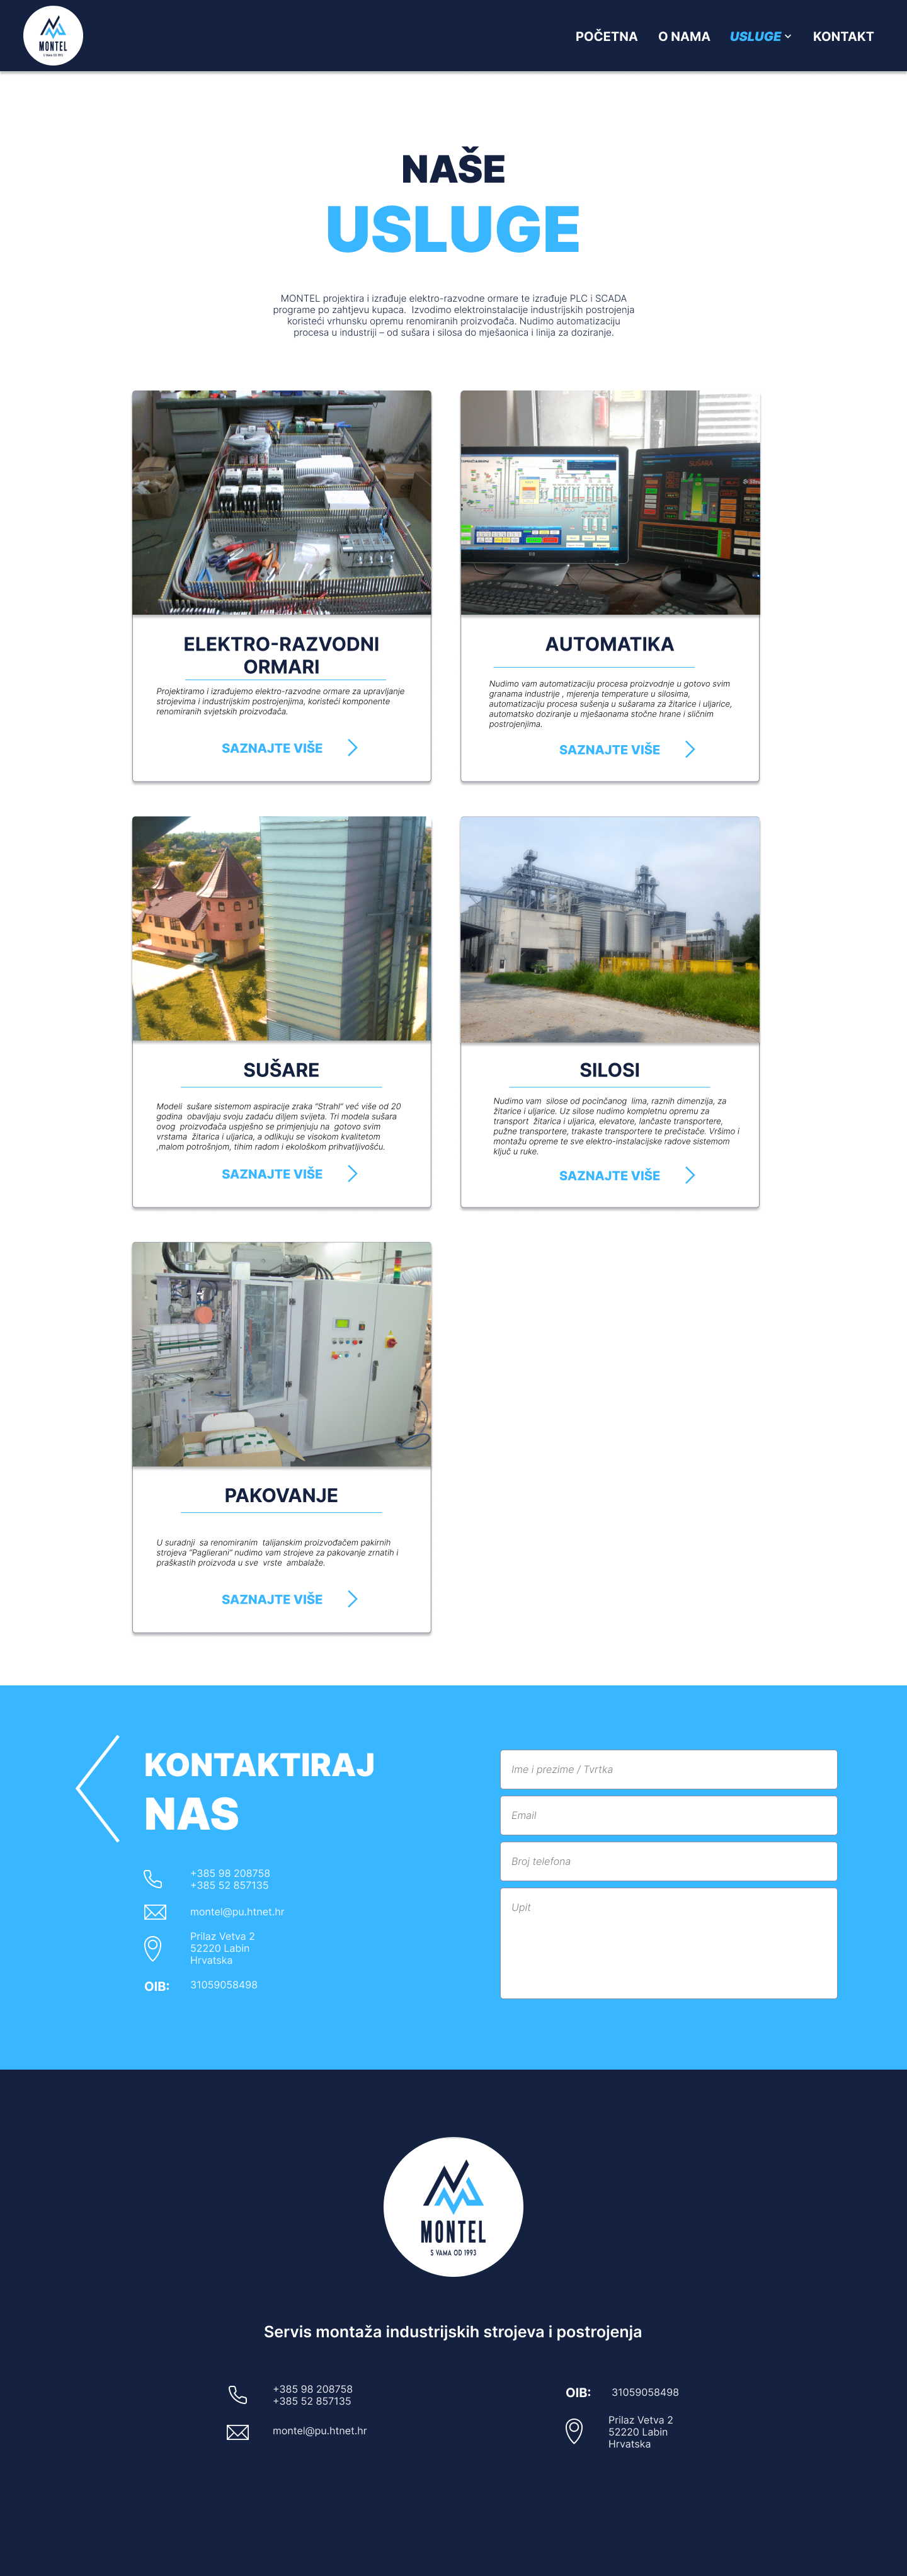 MONTEL
S VAMA OD 1993
POČETNA
O NAMA
USLUGE
KONTAKT
NAŠE
USLUGE
MONTEL projektira i izrađuje elektro-razvodne ormare te izrađuje PLC i SCADA
programe po zahtjevu kupaca.  Izvodimo elektroinstalacije industrijskih postrojenja
koristeći vrhunsku opremu renomiranih proizvođača. Nudimo automatizaciju
procesa u industriji – od sušara i silosa do mješaonica i linija za doziranje.
ELEKTRO-RAZVODNI
ORMARI
Projektiramo i izrađujemo elektro-razvodne ormare za upravljanje
strojevima i industrijskim postrojenjima, koristeći komponente
renomiranih svjetskih proizvođača.
SAZNAJTE VIŠE
SUŠARA
AUTOMATIKA
Nudimo vam automatizaciju procesa proizvodnje u gotovo svim
granama industrije , mjerenja temperature u silosima,
automatizaciju procesa sušenja u sušarama za žitarice i uljarice,
automatsko doziranje u mješaonama stočne hrane i sličnim
postrojenjima.
SAZNAJTE VIŠE
SUŠARE
Modeli  sušare sistemom aspiracije zraka "Strahl" već više od 20
godina  obavljaju svoju zadaću diljem svijeta. Tri modela sušara
ovog  proizvođača uspješno se primjenjuju na  gotovo svim
vrstama  žitarica i uljarica, a odlikuju se visokom kvalitetom
,malom potrošnjom, tihim radom i ekološkom prihvatljivošću.
SAZNAJTE VIŠE
SILOSI
Nudimo vam  silose od pocinčanog  lima, raznih dimenzija, za
žitarice i uljarice. Uz silose nudimo kompletnu opremu za
transport  žitarica i uljarica, elevatore, lančaste transportere,
pužne transportere, trakaste transportere te prečistače. Vršimo i
montažu opreme te sve elektro-instalacijske radove sistemom
ključ u ruke.
SAZNAJTE VIŠE
PAKOVANJE
U suradnji  sa renomiranim  talijanskim proizvođačem pakirnih
strojeva "Paglierani" nudimo vam strojeve za pakovanje zrnatih i
praškastih proizvoda u sve  vrste  ambalaže.
SAZNAJTE VIŠE
KONTAKTIRAJ
NAS
+385 98 208758
+385 52 857135
montel@pu.htnet.hr
Prilaz Vetva 2
52220 Labin
Hrvatska
OIB: 31059058498
Ime i prezime / Tvrtka
Email
Broj telefona
Upit
MONTEL
S VAMA OD 1993
Servis montaža industrijskih strojeva i postrojenja
+385 98 208758
+385 52 857135
montel@pu.htnet.hr
OIB: 31059058498
Prilaz Vetva 2
52220 Labin
Hrvatska